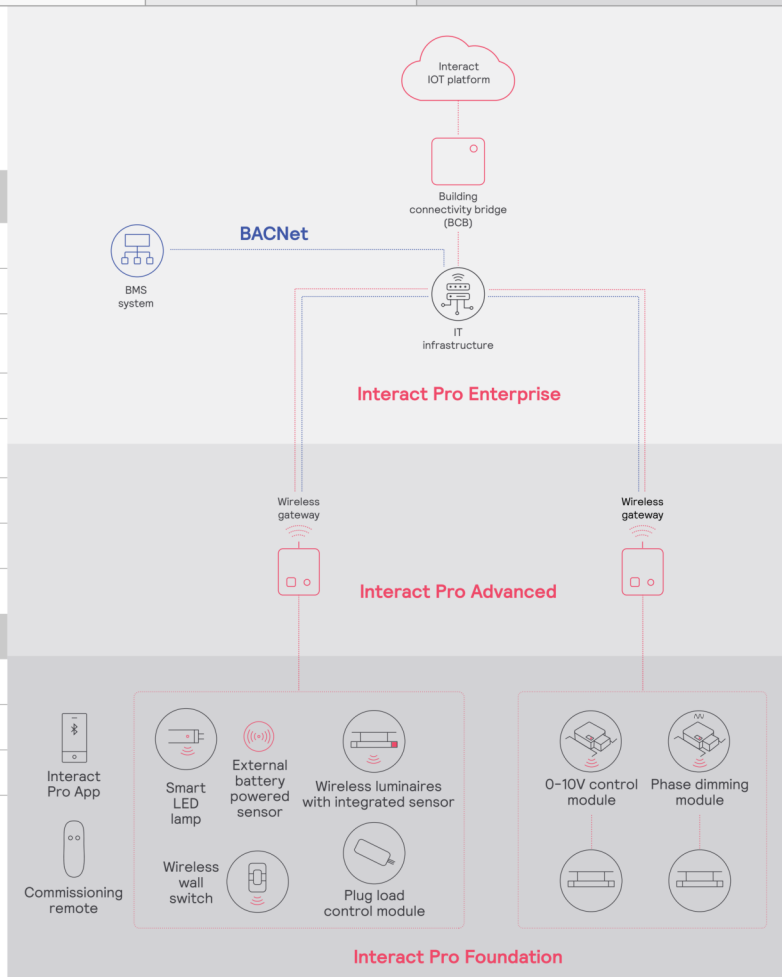 Interact
IOT platform
Building
connectivity bridge
(BCB)
BACNet
BMS
system
IT
infrastructure
Interact Pro Enterprise
Wireless
gateway
Wireless
gateway
Interact Pro Advanced
Interact
Pro App
Smart
LED
lamp
External
battery
powered
sensor
Wireless luminaires
with integrated sensor
0-10V control
module
Phase dimming
module
Commissioning
remote
Wireless
wall
switch
Plug load
control module
Interact Pro Foundation